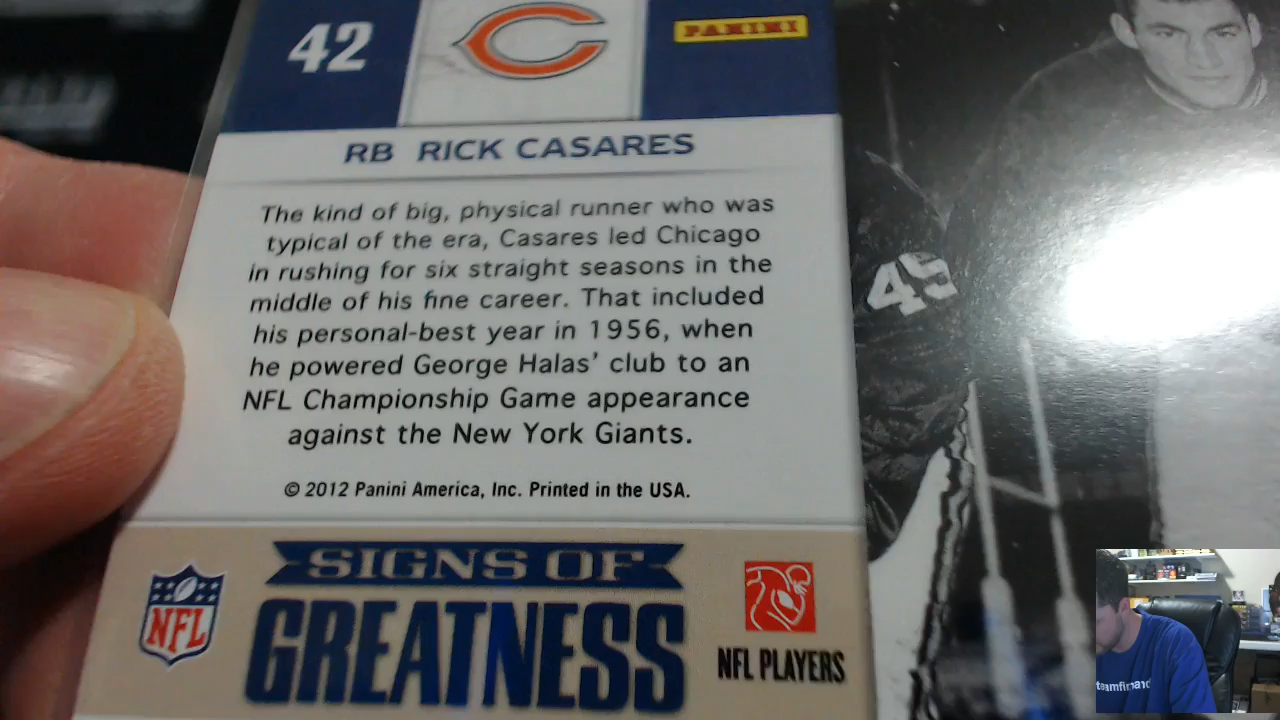 42
PANINI
RB RICK CASARES
The kind of big, physical runner who was
typical of the era, Casares led Chicago
in rushing for six straight seasons in the
middle of his fine career. That included
his personal-best year in 1956, when
he powered George Halas' club to an
NFL Championship Game appearance
against the New York Giants.
© 2012 Panini America, Inc. Printed in the USA.
SIGNS OF
GREATNESS
NFL
NFL PLAYERS
45